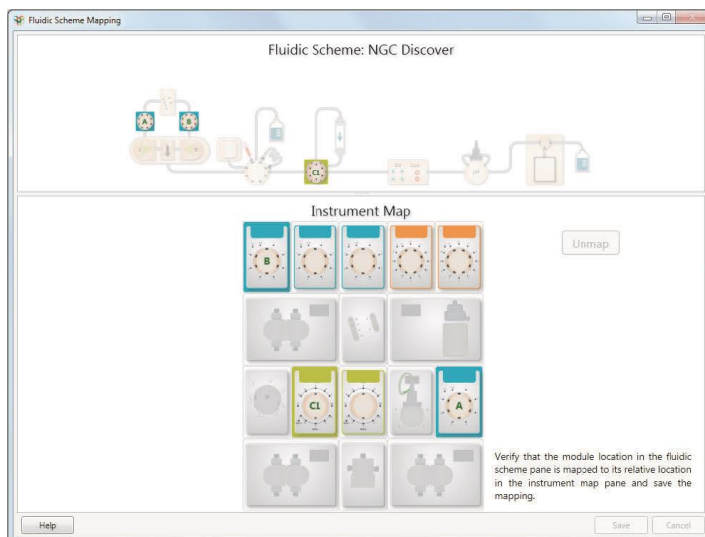 Fluidic Scheme Mapping
Fluidic Scheme: NGC Discover
A
B
C1
pH
Instrument Map
B
Unmap
C1
A
Verify that the module location in the fluidic
scheme pane is mapped to its relative location
in the instrument map pane and save the
mapping.
Help
Save
Cancel